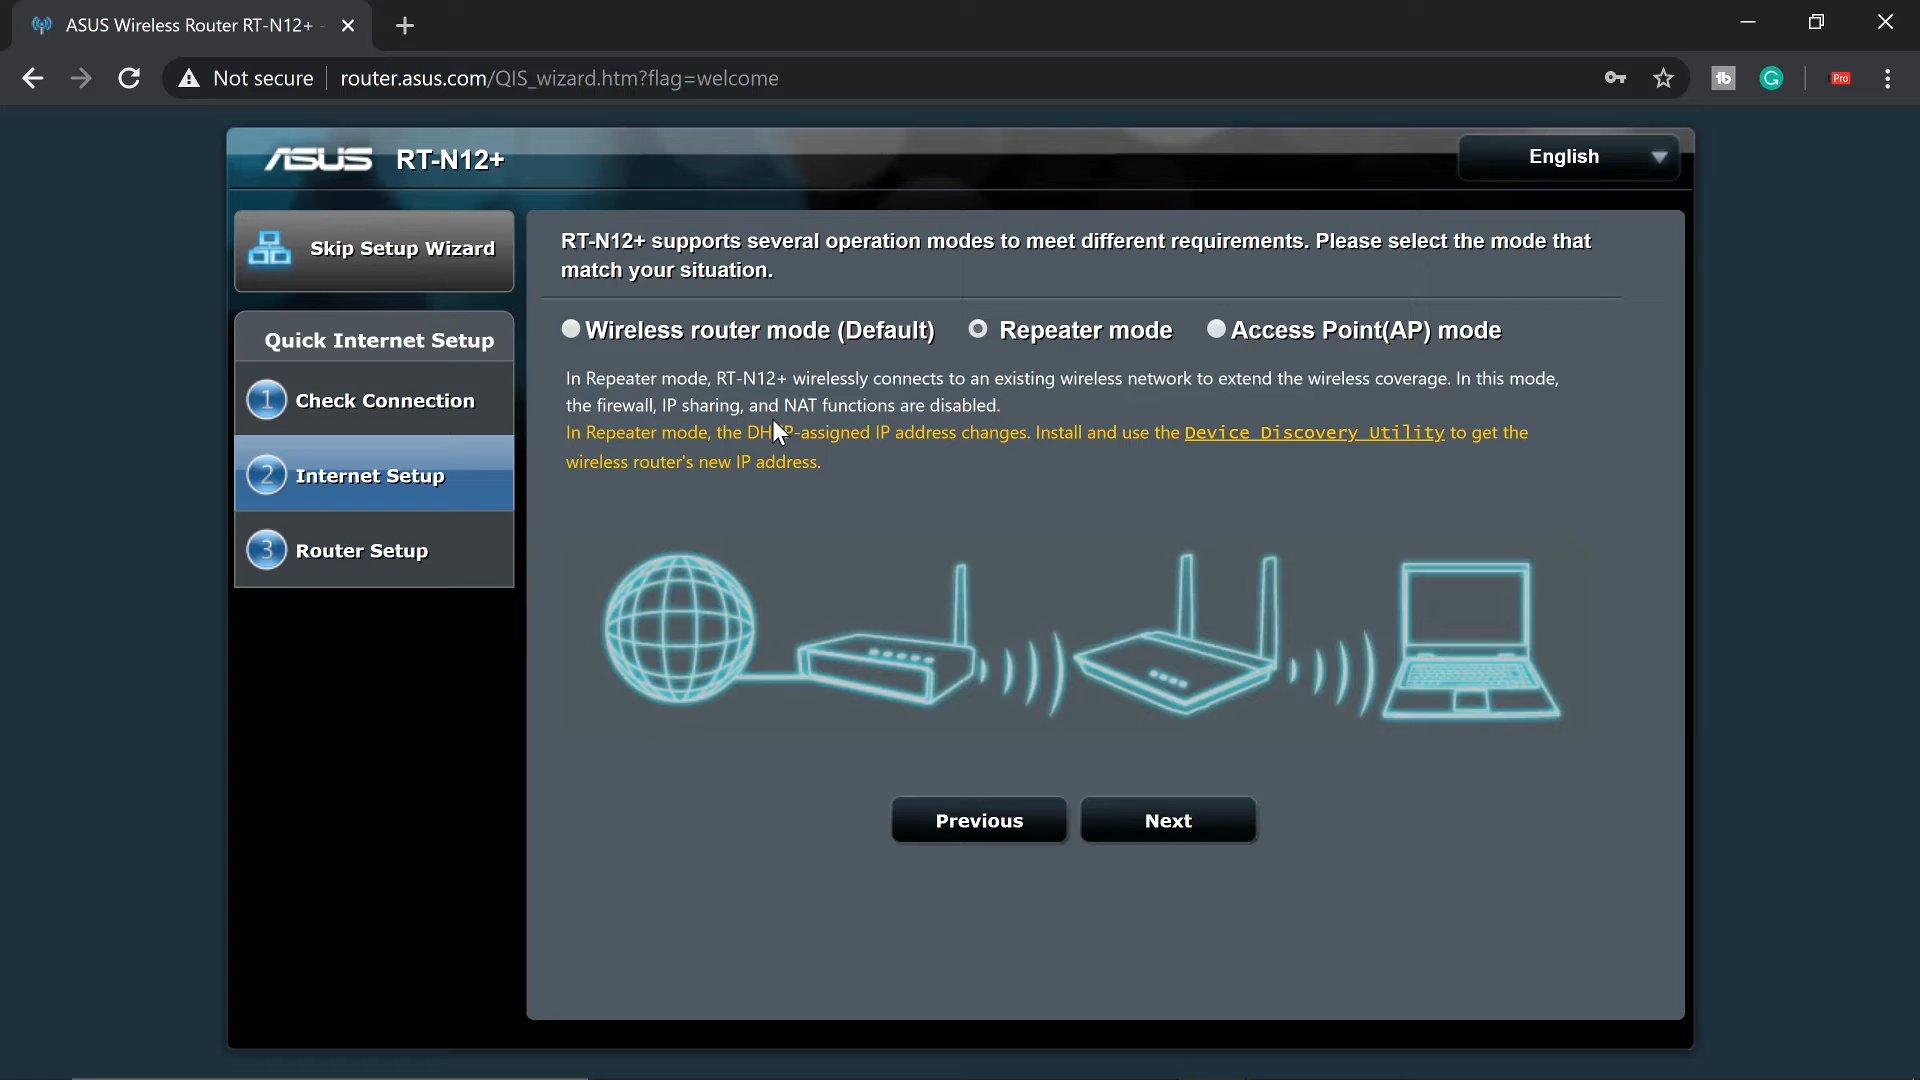 ASUS Wireless Router RT-N12+ -
Not secure
router.asus.com/QIS_wizard.htm?flag=welcome
tb
G
Pro
ASUS RT-N12+
English
Skip Setup Wizard
Quick Internet Setup
1 Check Connection
2 Internet Setup
3 Router Setup
RT-N12+ supports several operation modes to meet different requirements. Please select the mode that
match your situation.
Wireless router mode (Default) Repeater mode Access Point(AP) mode
In Repeater mode, RT-N12+ wirelessly connects to an existing wireless network to extend the wireless coverage. In this mode,
the firewall, IP sharing, and NAT functions are disabled.
In Repeater mode, the DHCP-assigned IP address changes. Install and use the Device Discovery Utility to get the
wireless router's new IP address.
Previous
Next